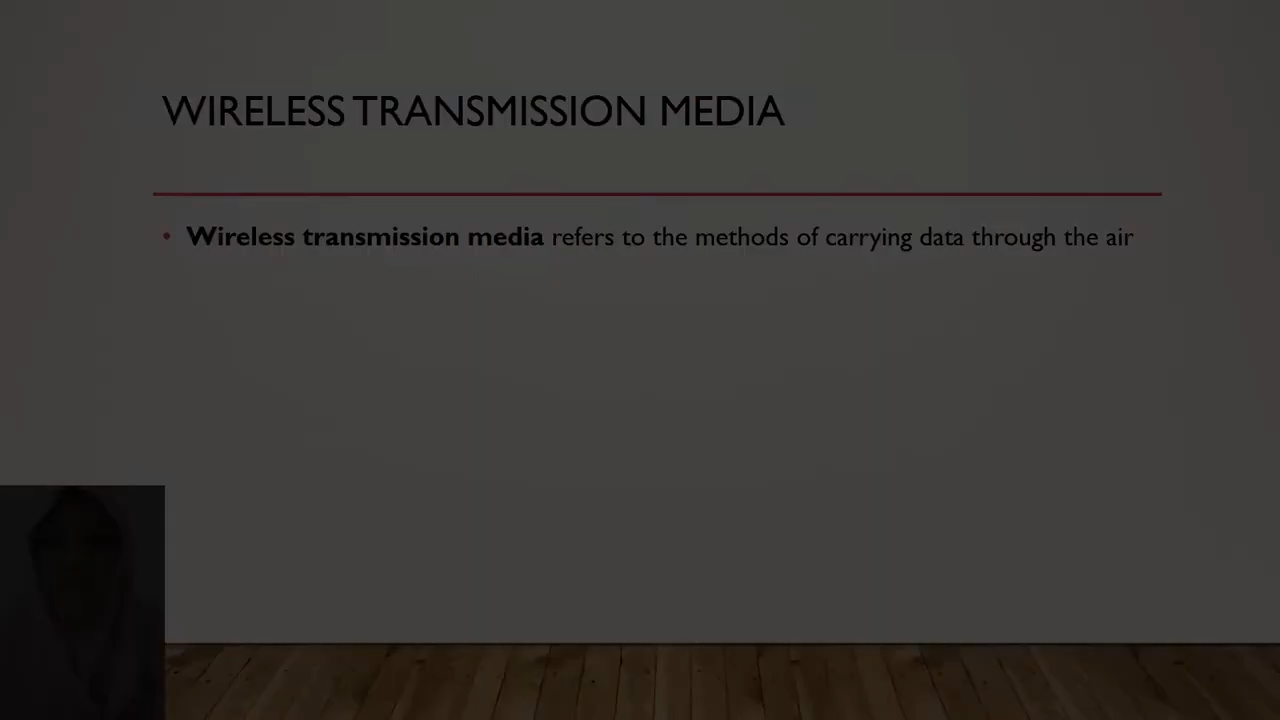 WIRELESS TRANSMISSION MEDIA
• Wireless transmission media refers to the methods of carrying data through the air